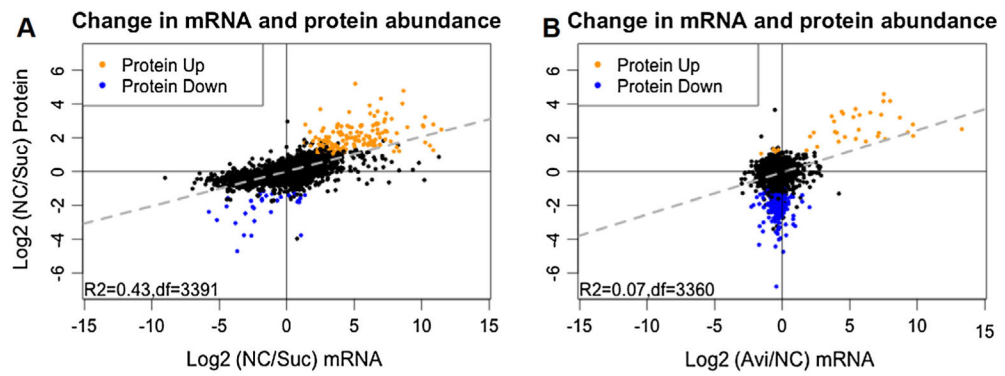 A Change in mRNA and protein abundance
Protein Up
Protein Down
Log2 (NC/Suc) Protein
6
4
2
0
-2
-4
-6
R2=0.43,df=3391
-15 -10 -5 0 5 10 15
Log2 (NC/Suc) mRNA
B Change in mRNA and protein abundance
Protein Up
Protein Down
6
4
2
0
-2
-4
-6
R2=0.07,df=3360
-15 -10 -5 0 5 10 15
Log2 (Avi/NC) mRNA